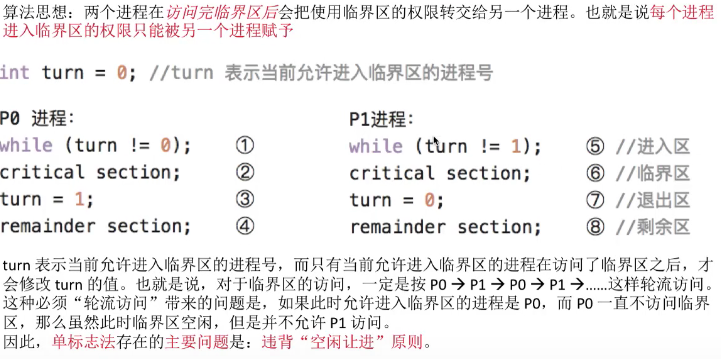 算法思想：两个进程在访问完临界区后会把使用临界区的权限转交给另一个进程。也就是说每个进程
进入临界区的权限只能被另一个进程赋予
int turn = 0; //turn 表示当前允许进入临界区的进程号
P0 进程： P1进程：
while (turn != 0); ① while (turn != 1); ⑤ //进入区
critical section; ② critical section; ⑥ //临界区
turn = 1; ③ turn = 0; ⑦ //退出区
remainder section; ④ remainder section; ⑧ //剩余区
turn 表示当前允许进入临界区的进程号，而只有当前允许进入临界区的进程在访问了临界区之后，才
会修改 turn 的值。也就是说，对于临界区的访问，一定是按 P0 → P1 → P0 → P1 →……这样轮流访问。
这种必须“轮流访问”带来的问题是，如果此时允许进入临界区的进程是 P0，而 P0 一直不访问临界
区，那么虽然此时临界区空闲，但是并不允许 P1 访问。
因此，单标志法存在的主要问题是：违背“空闲让进”原则。